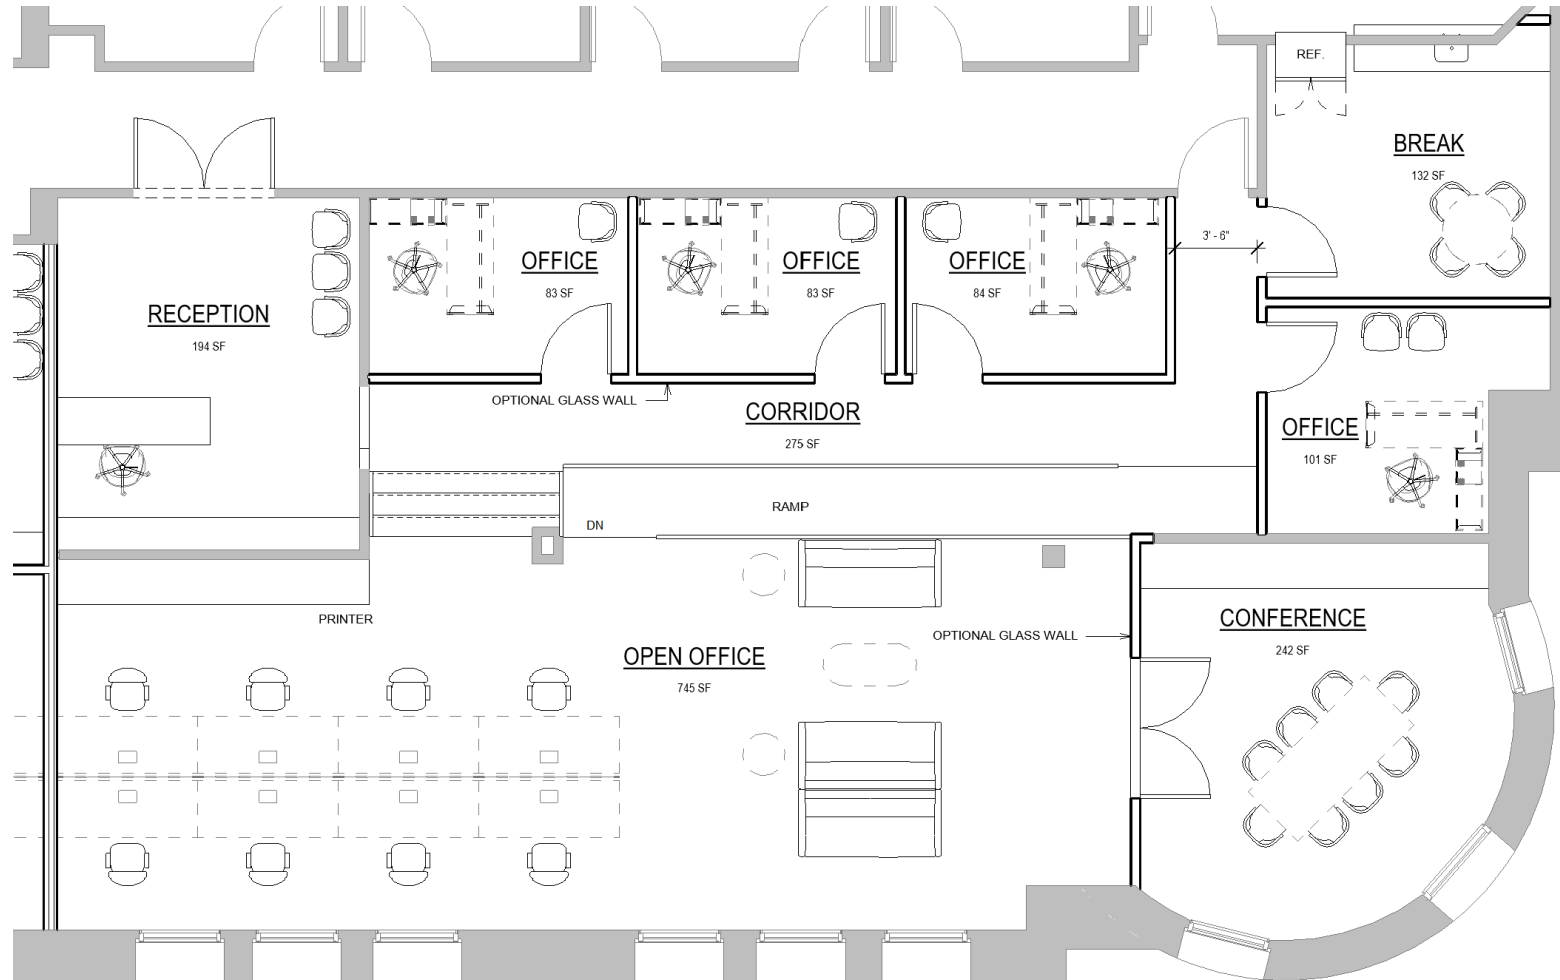 REF.
BREAK
132 SF
3' - 6"
OFFICE
83 SF
OFFICE
83 SF
OFFICE
84 SF
RECEPTION
194 SF
OPTIONAL GLASS WALL
CORRIDOR
275 SF
OFFICE
101 SF
RAMP
DN
PRINTER
OPEN OFFICE
745 SF
OPTIONAL GLASS WALL
CONFERENCE
242 SF